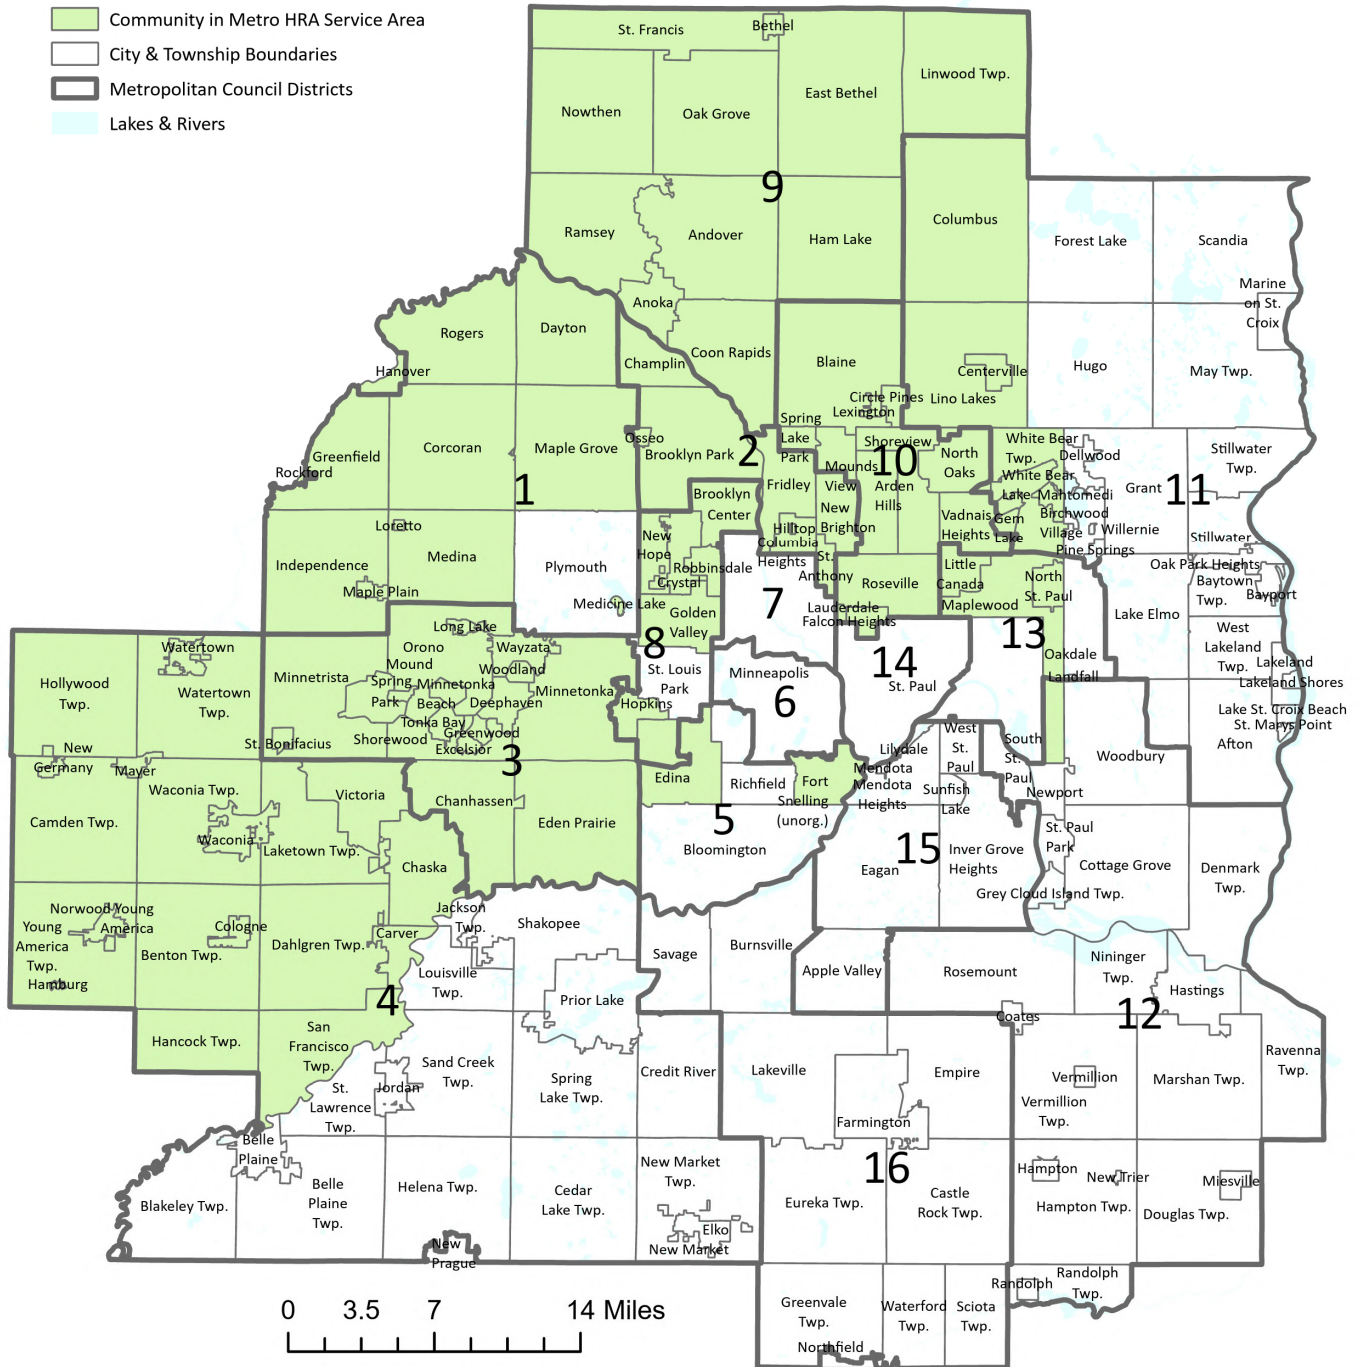 Community in Metro HRA Service Area
City & Township Boundaries
Metropolitan Council Districts
Lakes & Rivers
St. Francis
Bethel
Linwood Twp.
East Bethel
Nowthen
Oak Grove
9
Ramsey
Andover
Ham Lake
Columbus
Forest Lake
Scandia
Marine
on St.
Croix
Anoka
Rogers
Dayton
Champlin
Coon Rapids
Blaine
Centerville
Hugo
May Twp.
Hanover
Circle Pines
Lexington
Lino Lakes
Spring
Lake
Park
Osseo
Greenfield
Corcoran
Maple Grove
Brooklyn Park
2
Shoreview
10
North
Oaks
White Bear
Twp.
Dellwood
Stillwater
Twp.
Rockford
1
Mounds
View
Arden
Hills
White Bear
Lake
Mahtomedi
Grant
11
Fridley
Brooklyn
Center
New
Brighton
Vadnais
Heights
Gem
Lake
Birchwood
Village
Willernie
Pine Springs
Stillwater
Loretto
Hilltop
Columbia
Heights
New
Hope
Independence
Medina
Plymouth
Robbinsdale
Crystal
St.
Anthony
Roseville
Little
Canada
North
St. Paul
Oak Park Heights
Baytown
Twp.
Bayport
Maple Plain
Medicine Lake
Golden
Valley
7
Lauderdale
Falcon Heights
Maplewood
Lake Elmo
Long Lake
8
13
West
Lakeland
Twp.
Watertown
Orono
Wayzata
Mound
Woodland
St. Louis
Park
Minneapolis
14
Oakdale
Landfall
Lakeland
Lakeland Shores
Hollywood
Twp.
Watertown
Twp.
Minnetrista
Spring
Park
Minnetonka
Beach
Deephaven
Minnetonka
Hopkins
6
St. Paul
Lake St. Croix Beach
St. Marys Point
Tonka Bay
Greenwood
Shorewood
Excelsior
St. Bonifacius
3
West
St.
Paul
South
St.
Paul
Afton
New
Germany
Mayer
Lilydale
Mendota
Mendota
Heights
Woodbury
Waconia Twp.
Victoria
Chanhassen
Edina
Richfield
Fort
Snelling
(unorg.)
Sunfish
Lake
Newport
Camden Twp.
Eden Prairie
5
St. Paul
Park
Waconia
Laketown Twp.
Bloomington
15
Inver Grove
Heights
Chaska
Eagan
Cottage Grove
Denmark
Twp.
Grey Cloud Island Twp.
Norwood Young
America
Jackson
Twp.
Shakopee
Young
America
Twp.
Cologne
Carver
Benton Twp.
Dahlgren Twp.
Savage
Burnsville
Hamburg
Louisville
Twp.
Apple Valley
Rosemount
Nininger
Twp.
4
Prior Lake
Hastings
12
Coates
Hancock Twp.
San
Francisco
Twp.
Sand Creek
Twp.
Spring
Lake Twp.
Credit River
Lakeville
Empire
Ravenna
Twp.
St.
Lawrence
Twp.
Jordan
Vermillion
Marshan Twp.
Vermillion
Twp.
Farmington
Belle
Plaine
16
New Market
Twp.
Hampton
New Trier
Miesville
Blakeley Twp.
Belle
Plaine
Twp.
Helena Twp.
Cedar
Lake Twp.
Eureka Twp.
Castle
Rock Twp.
Hampton Twp.
Douglas Twp.
Elko
New Market
New
Prague
Randolph
Randolph
Twp.
Greenvale
Twp.
Waterford
Twp.
Sciota
Twp.
Northfield
0 3.5 7 14 Miles